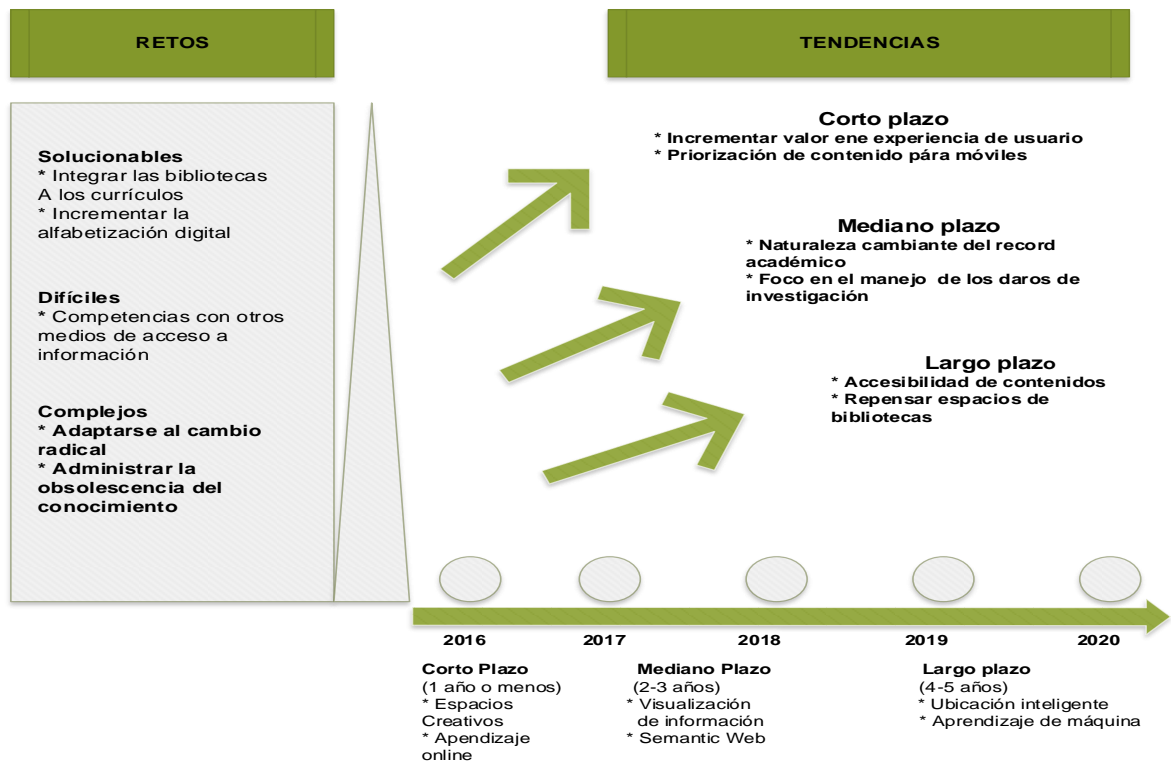 RETOS
TENDENCIAS
Solucionables
* Integrar las bibliotecas
A los currículos
* Incrementar la
alfabetización digital
Difíciles
* Competencias con otros
medios de acceso a
información
Complejos
* Adaptarse al cambio
radical
* Administrar la
obsolescencia del
conocimiento
Corto plazo
* Incrementar valor ene experiencia de usuario
* Priorización de contenido pára móviles
Mediano plazo
* Naturaleza cambiante del record
académico
* Foco en el manejo de los daros de
investigación
Largo plazo
* Accesibilidad de contenidos
* Repensar espacios de
bibliotecas
2016 2017 2018 2019 2020
Corto Plazo
(1 año o menos)
* Espacios
Creativos
* Apendizaje
online
Mediano Plazo
(2-3 años)
* Visualización
de información
* Semantic Web
Largo plazo
(4-5 años)
* Ubicación inteligente
* Aprendizaje de máquina